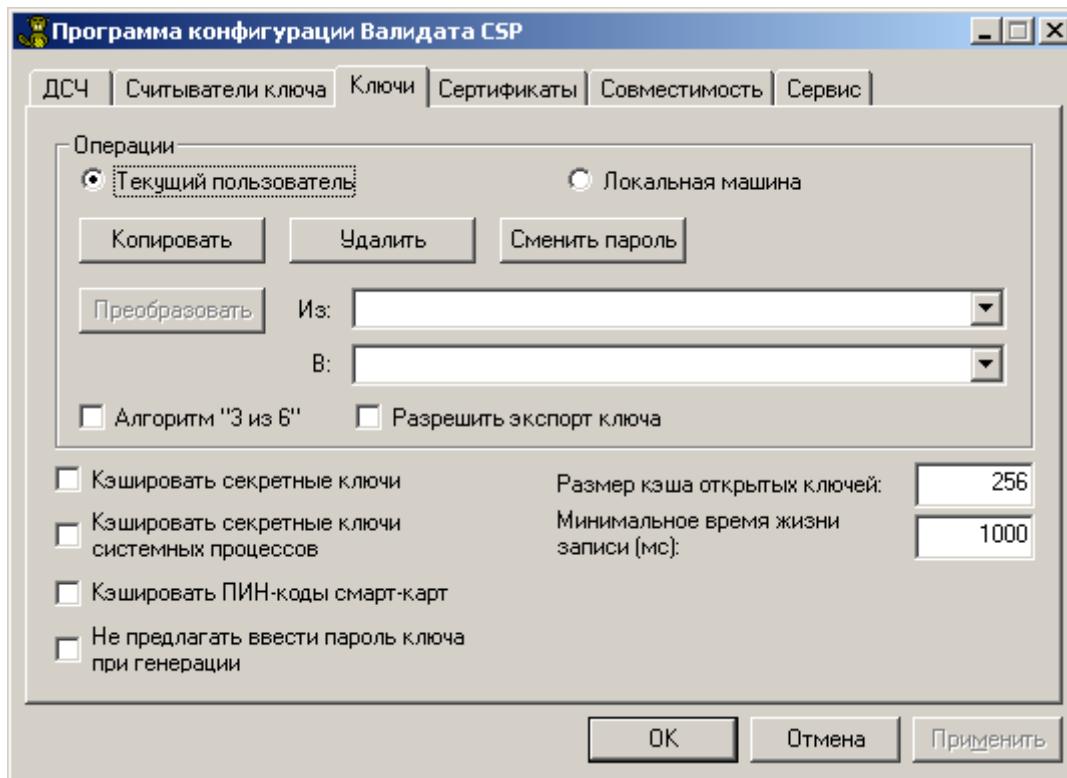 Программа конфигурации Валидата CSP
ДСЧ Считыватели ключа Ключи Сертификаты Совместимость Сервис
Операции
Текущий пользователь Локальная машина
Копировать Удалить Сменить пароль
Преобразовать Из:
В:
Алгоритм "3 из 6" Разрешить экспорт ключа
Кэшировать секретные ключи Размер кэша открытых ключей: 256
Кэшировать секретные ключи Минимальное время жизни 1000
системных процессов записи (мс):
Кэшировать ПИН-коды смарт-карт
Не предлагать ввести пароль ключа
при генерации
ОК Отмена Применить